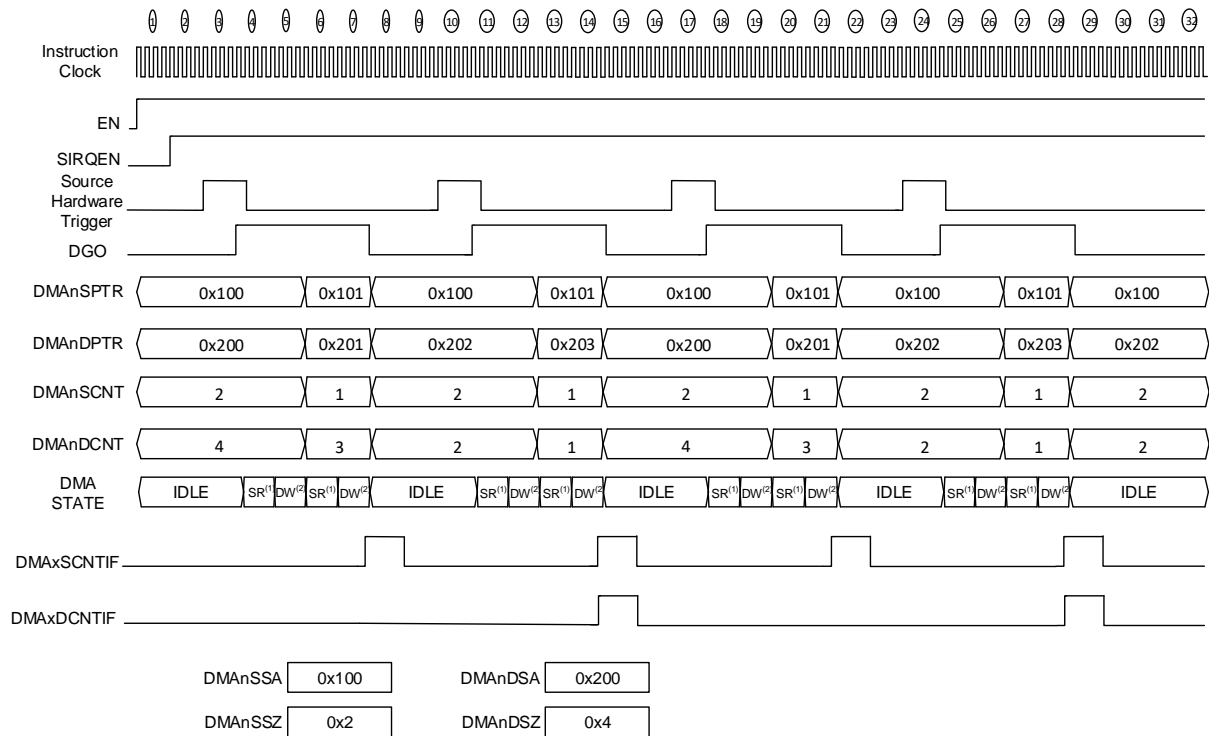 1 2 3 4 5 6 7 8 9 10 11 12 13 14 15 16 17 18 19 20 21 22 23 24 25 26 27 28 29 30 31 32
Instruction
Clock
EN
SIRQEN
Source
Hardware
Trigger
DGO
DMAnSPTR 0x100 0x101 0x100 0x101 0x100 0x101 0x100 0x101 0x100
DMAnDPTR 0x200 0x201 0x202 0x203 0x200 0x201 0x202 0x203 0x202
DMAnSCNT 2 1 2 1 2 1 2 1 2
DMAnDCNT 4 3 2 1 4 3 2 1 2
DMA
STATE
IDLE SR(1) DW(2) SR(1) DW(2) IDLE SR(1) DW(2) SR(1) DW(2) IDLE SR(1) DW(2) SR(1) DW(2) IDLE SR(1) DW(2) SR(1) DW(2) IDLE
DMAxSCNTIF
DMAxDCNTIF
DMAnSSA 0x100 DMAnDSA 0x200
DMAnSSZ 0x2 DMAnDSZ 0x4